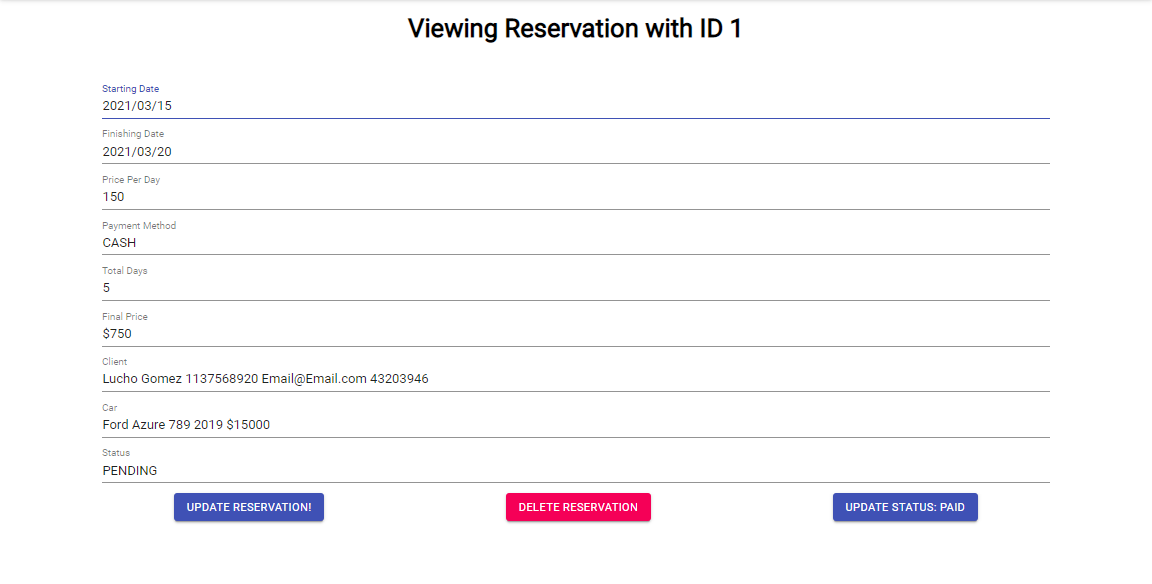 Viewing Reservation with ID 1
Starting Date
2021/03/15
Finishing Date
2021/03/20
Price Per Day
150
Payment Method
CASH
Total Days
5
Final Price
$750
Client
Lucho Gomez 1137568920 Email@Email.com 43203946
Car
Ford Azure 789 2019 $15000
Status
PENDING
UPDATE RESERVATION! DELETE RESERVATION UPDATE STATUS: PAID